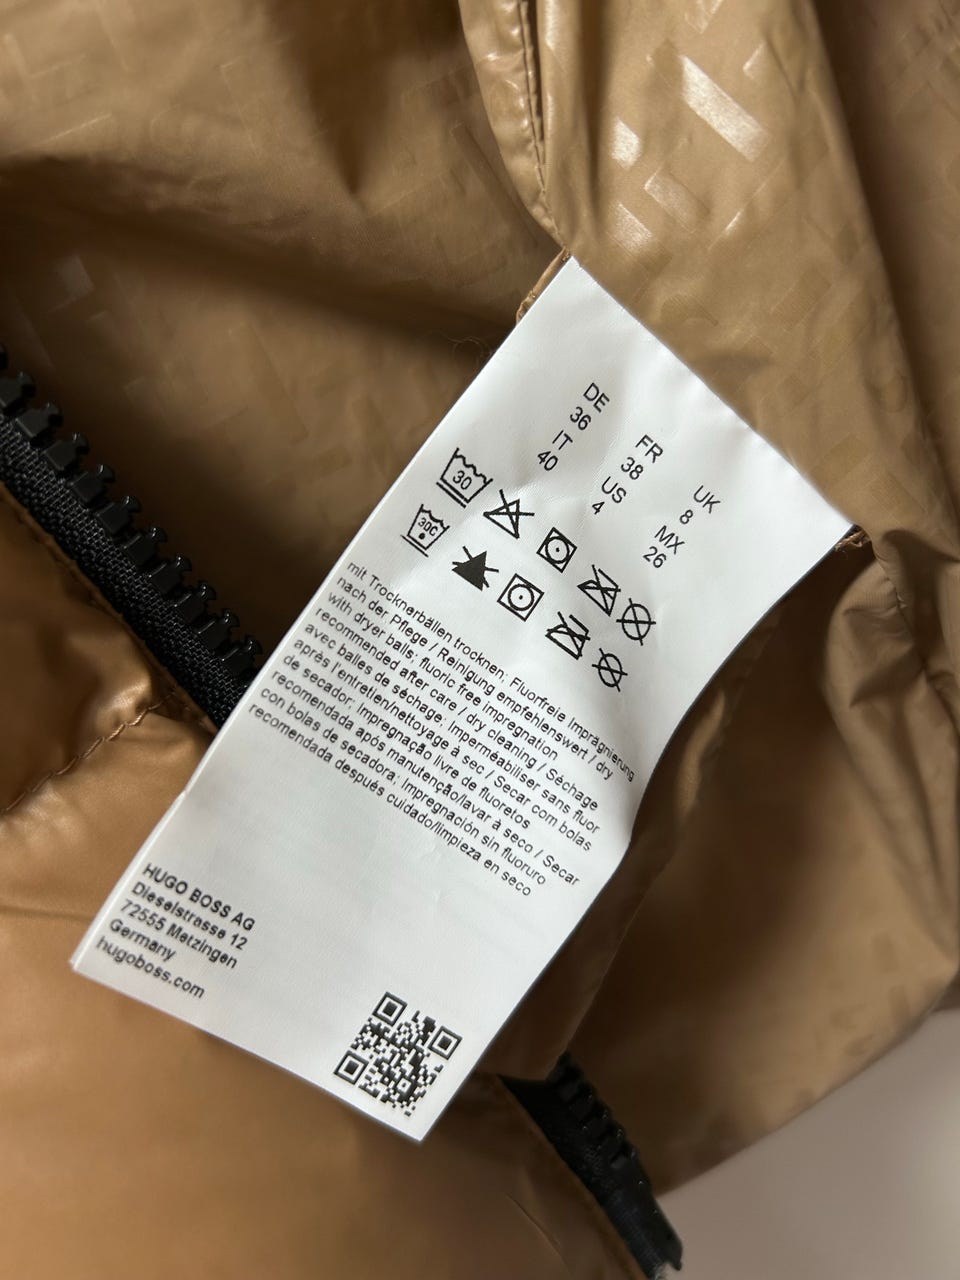 DE FR UK
36 38 8
IT US MX
40 4 26
30
30C
mit Trocknerbällen trocknen; Fluorfreie Imprägnierung
nach der Pflege / Reinigung empfehlenswert / dry
with dryer balls; fluoric free impregnation
recommended after care / dry cleaning / Séchage
avec balles de séchage; Imperméabiliser sans fluor
après l'entretien/nettoyage à sec / Secar com bolas
de secador; Impregnação livre de fluoretos
recomendada após manutenção/lavar à seco / Secar
con bolas de secadora; Impregnación sin fluoruro
recomendada después cuidado/limpieza en seco
HUGO BOSS AG
Dieselstrasse 12
72555 Metzingen
Germany
hugoboss.com